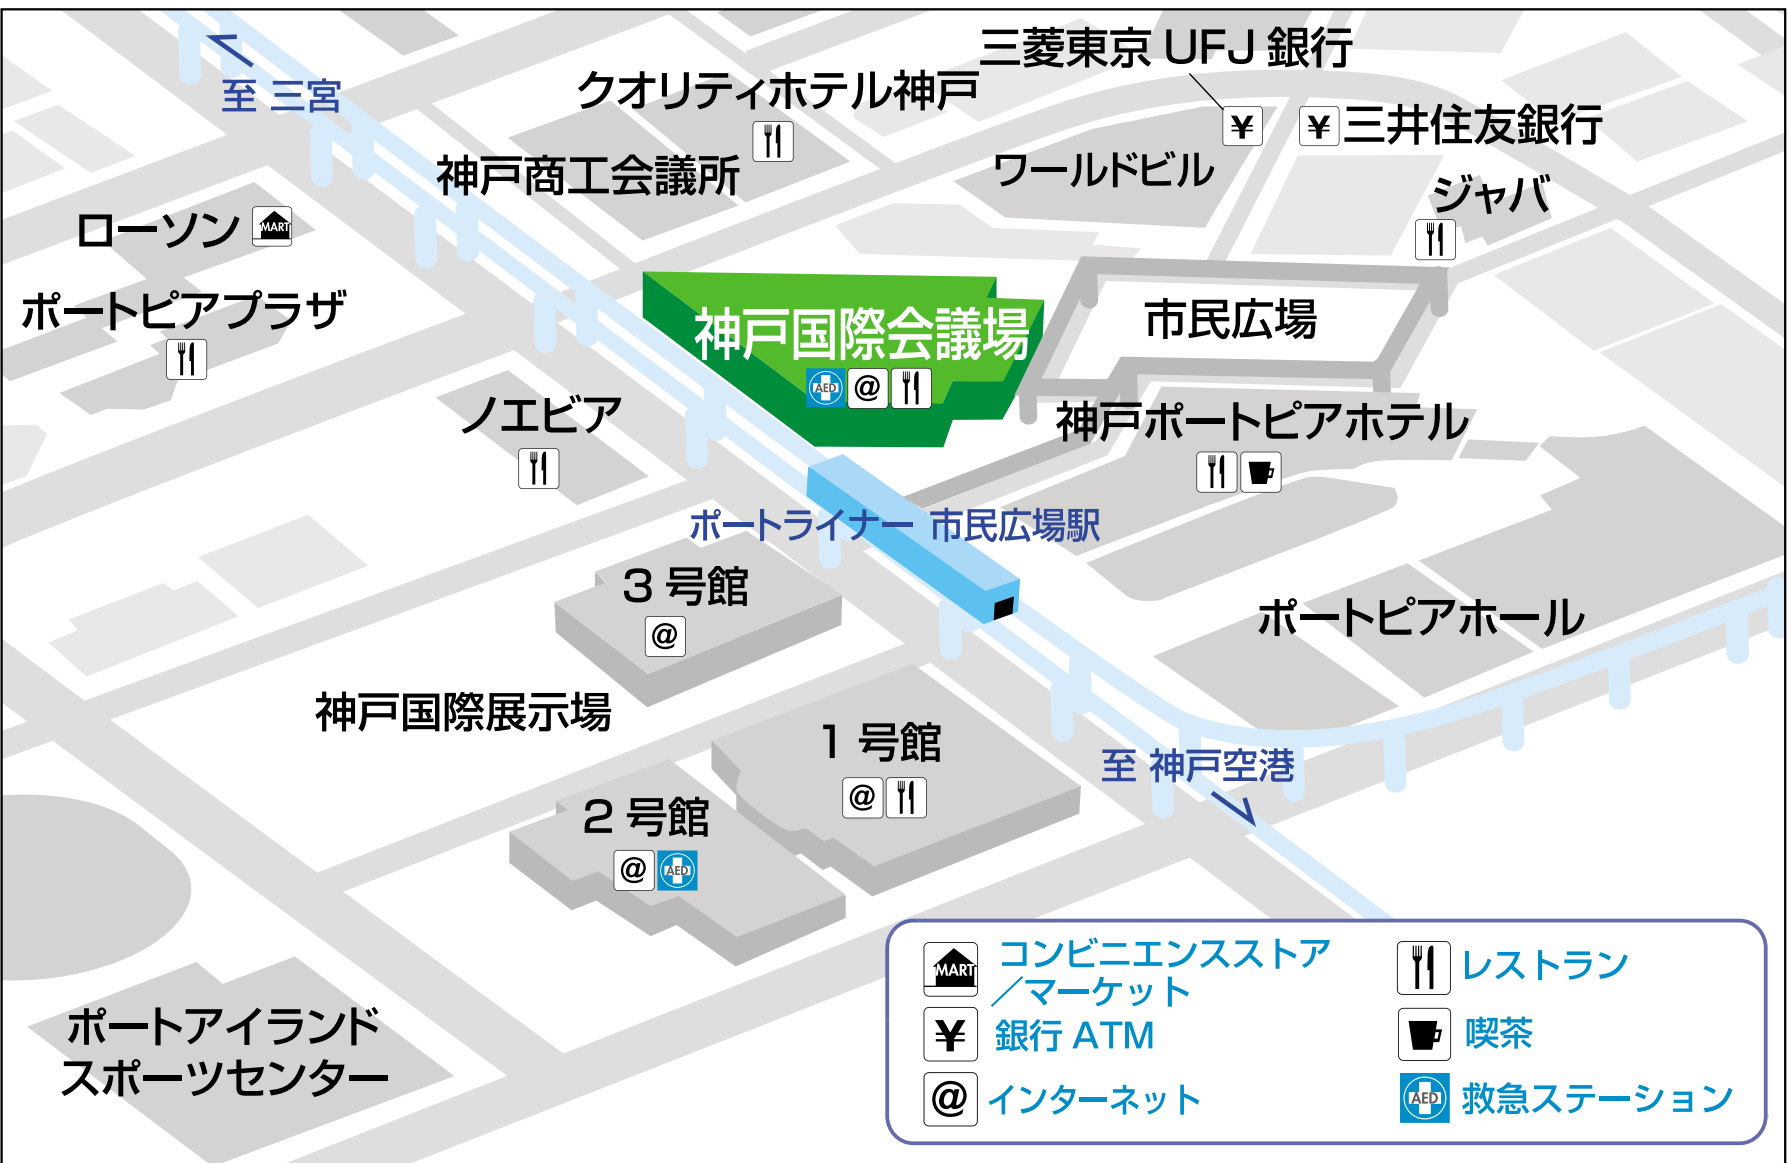 至 三宮
三菱東京 UFJ 銀行
クオリティホテル神戸
¥
¥ 三井住友銀行
神戸商工会議所
ワールドビル
ジャバ
ローソン
MART
ポートピアプラザ
神戸国際会議場
AED
@
市民広場
ノエビア
神戸ポートピアホテル
ポートライナー 市民広場駅
3 号館
@
ポートピアホール
神戸国際展示場
1 号館
@
至 神戸空港
2 号館
@
AED
ポートアイランド
スポーツセンター
MART
コンビニエンスストア
/マーケット
¥
銀行 ATM
@
インターネット
レストラン
喫茶
AED
救急ステーション